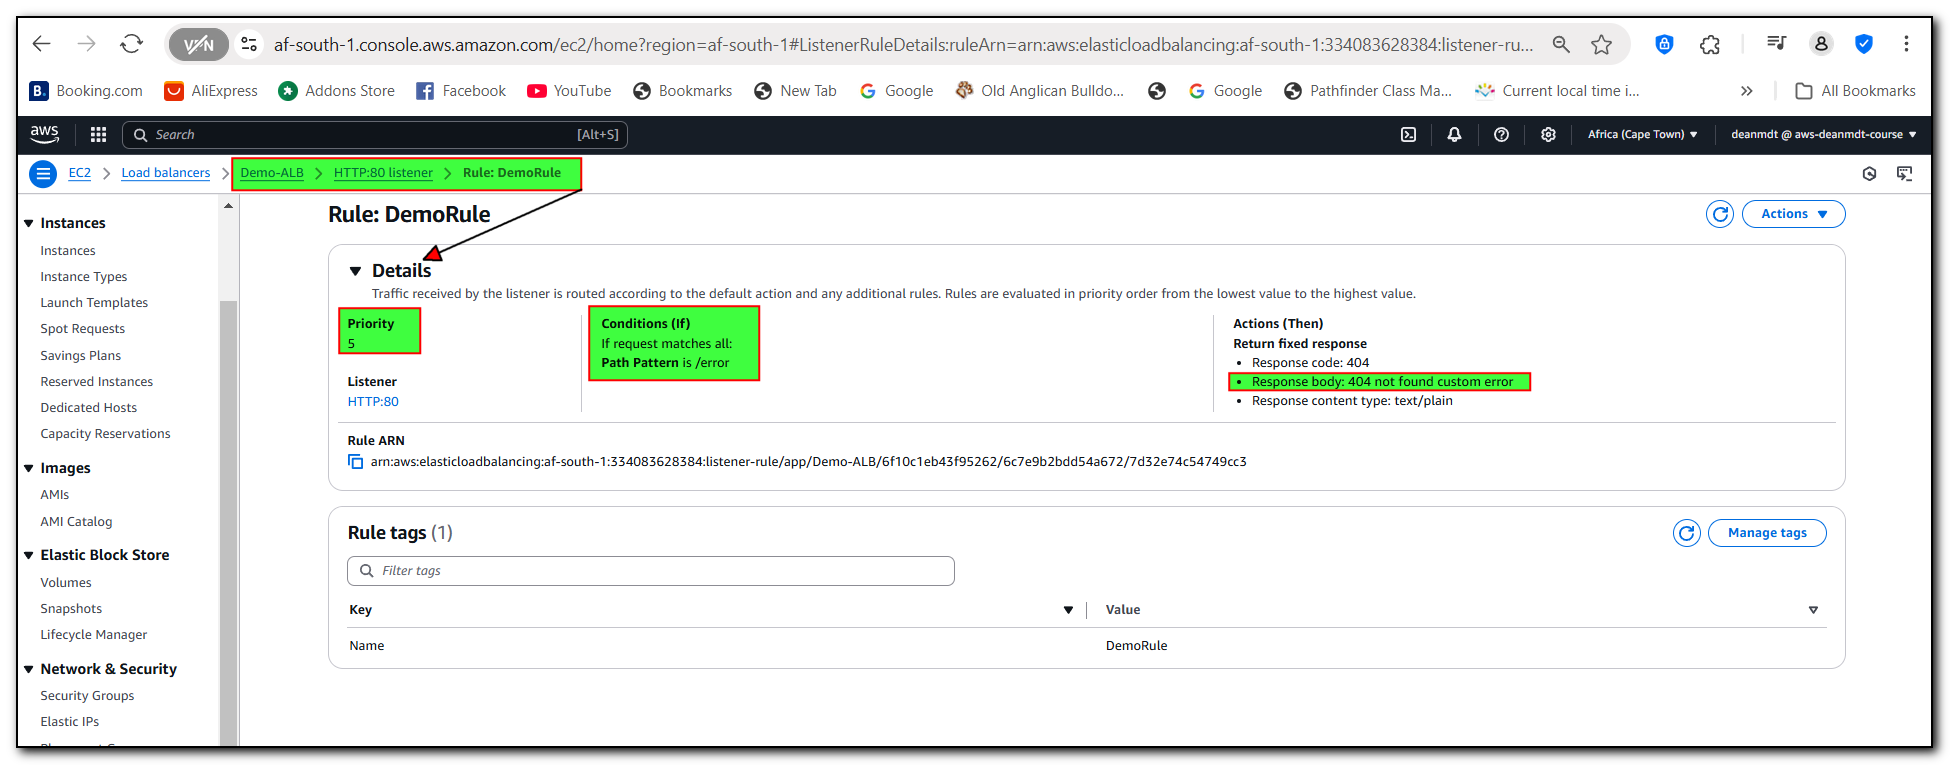 VPN
af-south-1.console.aws.amazon.com/ec2/home?region=af-south-1#ListenerRuleDetails:ruleArn=arn:aws:elasticloadbalancing:af-south-1:334083628384:listener-ru...
B. Booking.com AliExpress Addons Store Facebook YouTube Bookmarks New Tab Google Old Anglican Bulldo... Google Pathfinder Class Ma... Current local time i... » All Bookmarks
aws Search [Alt+S] Africa (Cape Town) deanmdt @ aws-deanmdt-course
EC2 > Load balancers > Demo-ALB > HTTP:80 listener > Rule: DemoRule
Instances
Instances
Instance Types
Launch Templates
Spot Requests
Savings Plans
Reserved Instances
Dedicated Hosts
Capacity Reservations
Images
AMIs
AMI Catalog
Elastic Block Store
Volumes
Snapshots
Lifecycle Manager
Network & Security
Security Groups
Elastic IPs
Rule: DemoRule
Actions
Details
Traffic received by the listener is routed according to the default action and any additional rules. Rules are evaluated in priority order from the lowest value to the highest value.
Priority
5
Listener
HTTP:80
Conditions (If)
If request matches all:
Path Pattern is /error
Actions (Then)
Return fixed response
• Response code: 404
• Response body: 404 not found custom error
• Response content type: text/plain
Rule ARN
arn:aws:elasticloadbalancing:af-south-1:334083628384:listener-rule/app/Demo-ALB/6f10c1eb43f95262/6c7e9b2bdd54a672/7d32e74c54749cc3
Rule tags (1)
Manage tags
Filter tags
Key Value
Name DemoRule